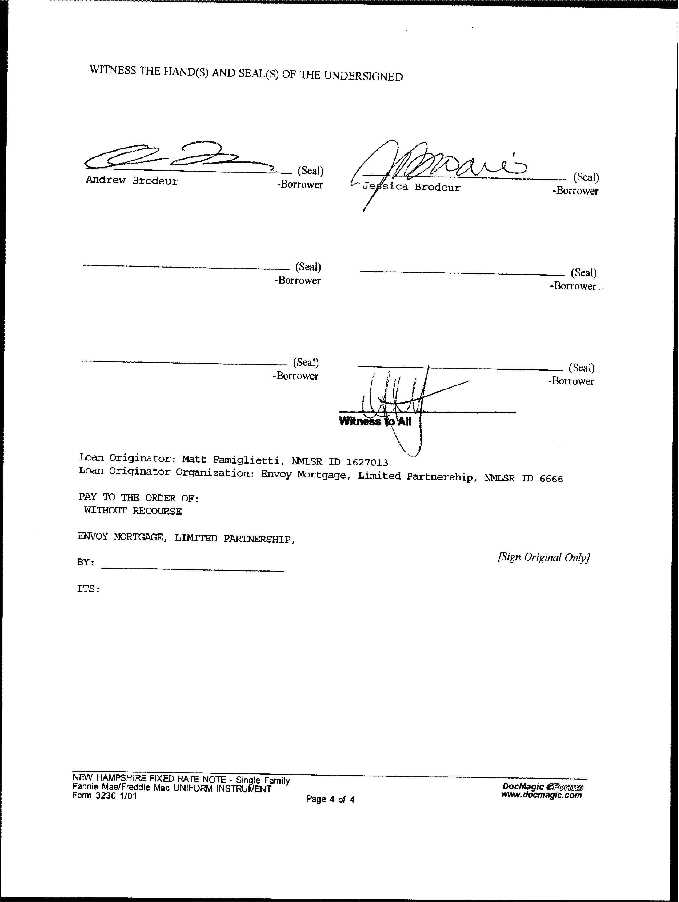 WITNESS THE HAND(S) AND SEAL(S) OF THE UNDERSIGNED
(Seal) (Seal)
Andrew Brodeur -Borrower Jessica Brodeur -Borrower
(Seal) (Seal)
-Borrower -Borrower
(Seal) (Seal)
-Borrower -Borrower
Witness to All
Loan Originator: Matt Famiglietti, NMLSR ID 1627013
Loan Originator Organization: Envoy Mortgage, Limited Partnership, NMLSR ID 6666
PAY TO THE ORDER OF:
WITHOUT RECOURSE
ENVOY MORTGAGE, LIMITED PARTNERSHIP,
[Sign Original Only]
BY:
ITS:
NEW HAMPSHIRE FIXED RATE NOTE - Single Family
Fannie Mae/Freddie Mac UNIFORM INSTRUMENT
Form 3230 1/01
Page 4 of 4
DocMagic
www.docmagic.com